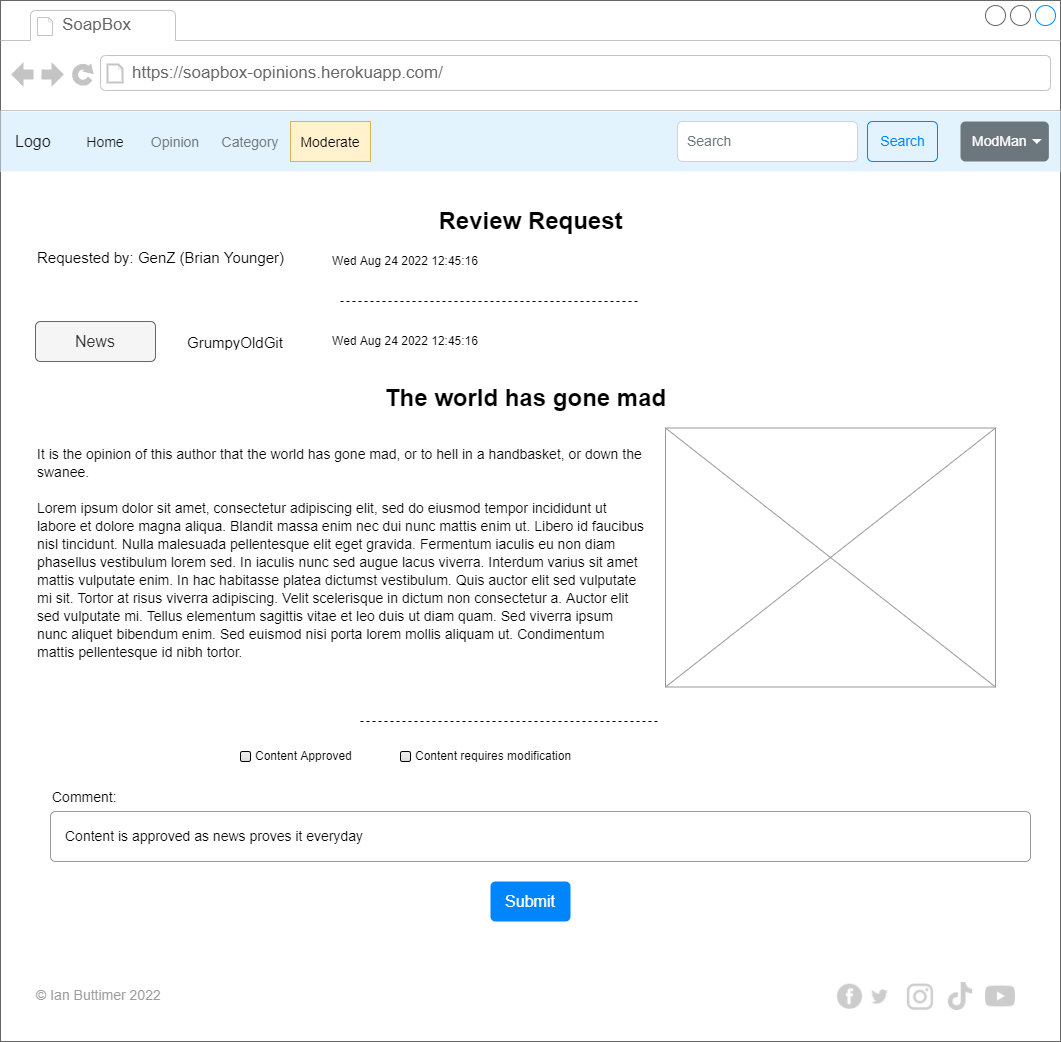 SoapBox
https://soapbox-opinions.herokuapp.com/
Logo Home Opinion Category Moderate Search Search ModMan
Review Request
Requested by: GenZ (Brian Younger) Wed Aug 24 2022 12:45:16
News GrumpyOldGit Wed Aug 24 2022 12:45:16
The world has gone mad
It is the opinion of this author that the world has gone mad, or to hell in a handbasket, or down the
swanee.
Lorem ipsum dolor sit amet, consectetur adipiscing elit, sed do eiusmod tempor incididunt ut
labore et dolore magna aliqua. Blandit massa enim nec dui nunc mattis enim ut. Libero id faucibus
nisl tincidunt. Nulla malesuada pellentesque elit eget gravida. Fermentum iaculis eu non diam
phasellus vestibulum lorem sed. In iaculis nunc sed augue lacus viverra. Interdum varius sit amet
mattis vulputate enim. In hac habitasse platea dictumst vestibulum. Quis auctor elit sed vulputate
mi sit. Tortor at risus viverra adipiscing. Velit scelerisque in dictum non consectetur a. Auctor elit
sed vulputate mi. Tellus elementum sagittis vitae et leo duis ut diam quam. Sed viverra ipsum
nunc aliquet bibendum enim. Sed euismod nisi porta lorem mollis aliquam ut. Condimentum
mattis pellentesque id nibh tortor.
Content Approved Content requires modification
Comment:
Content is approved as news proves it everyday
Submit
© Ian Buttimer 2022